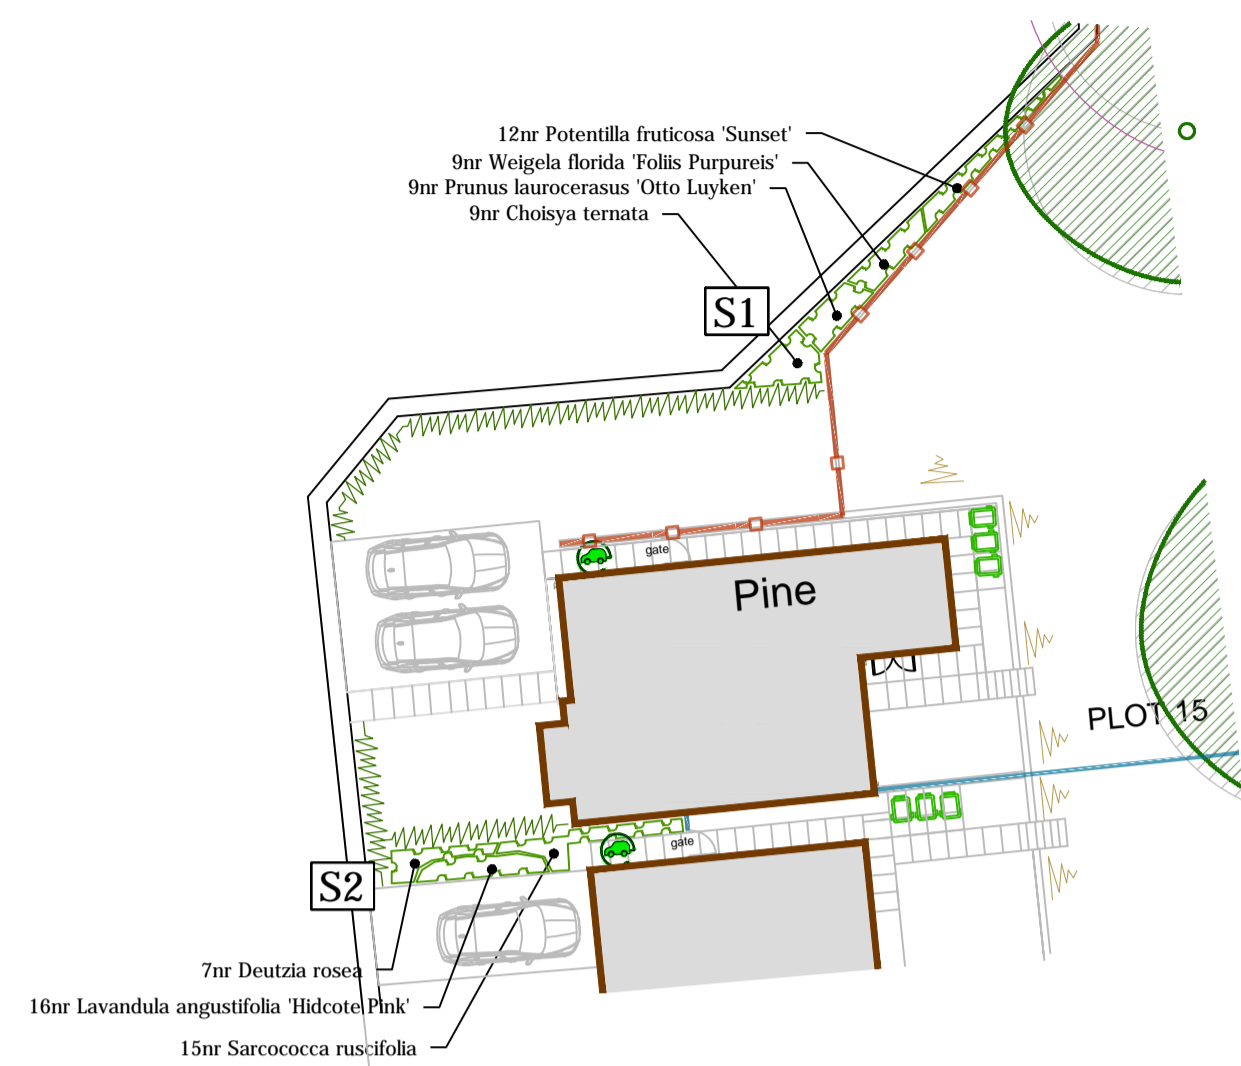 12nr Potentilla fruticosa 'Sunset'
9nr Weigela florida 'Foliis Purpureis'
9nr Prunus laurocerasus 'Otto Luyken'
9nr Choisya ternata
S1
gate
Pine
PLOT 15
gate
S2
7nr Deutzia rosea
16nr Lavandula angustifolia 'Hidcote Pink'
15nr Sarcococca ruscifolia